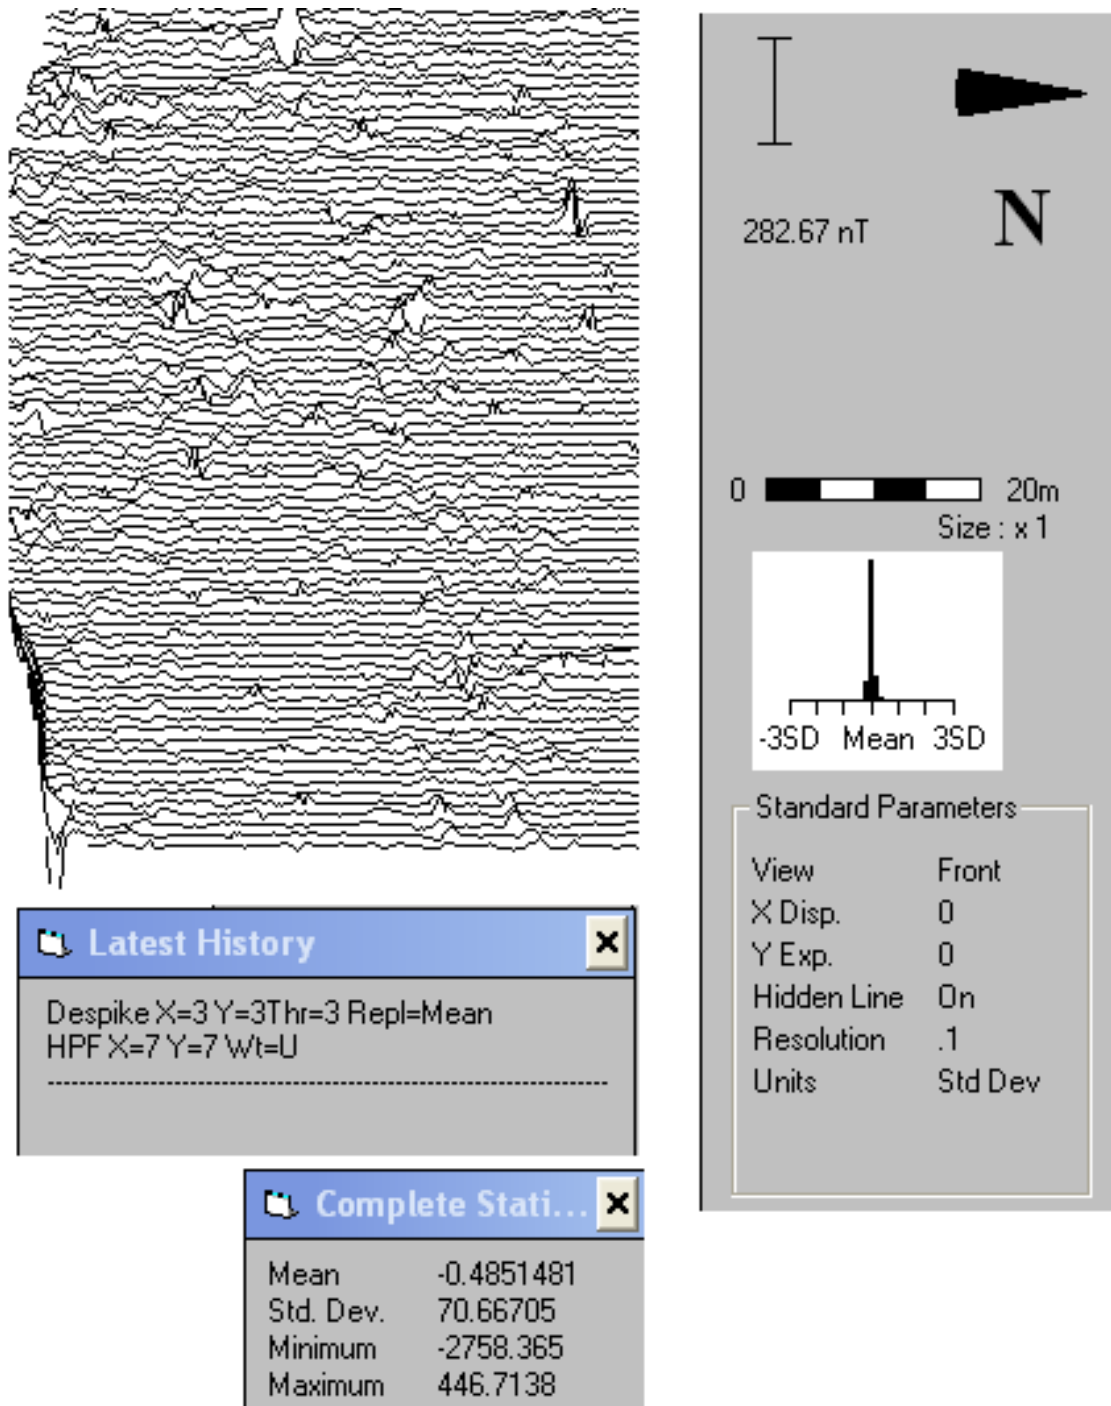 282.67 nT
N
0 20m
Size : x 1
-3SD Mean 3SD
Standard Parameters
View Front
X Disp. 0
Y Exp. 0
Hidden Line On
Resolution .1
Units Std Dev
Latest History
Despike X=3 Y=3Thr=3 Repl=Mean
HPF X=7 Y=7 Wt=U
--------------------------------------------------------------------------------
Complete Stati...
Mean -0.4851481
Std. Dev. 70.66705
Minimum -2758.365
Maximum 446.7138